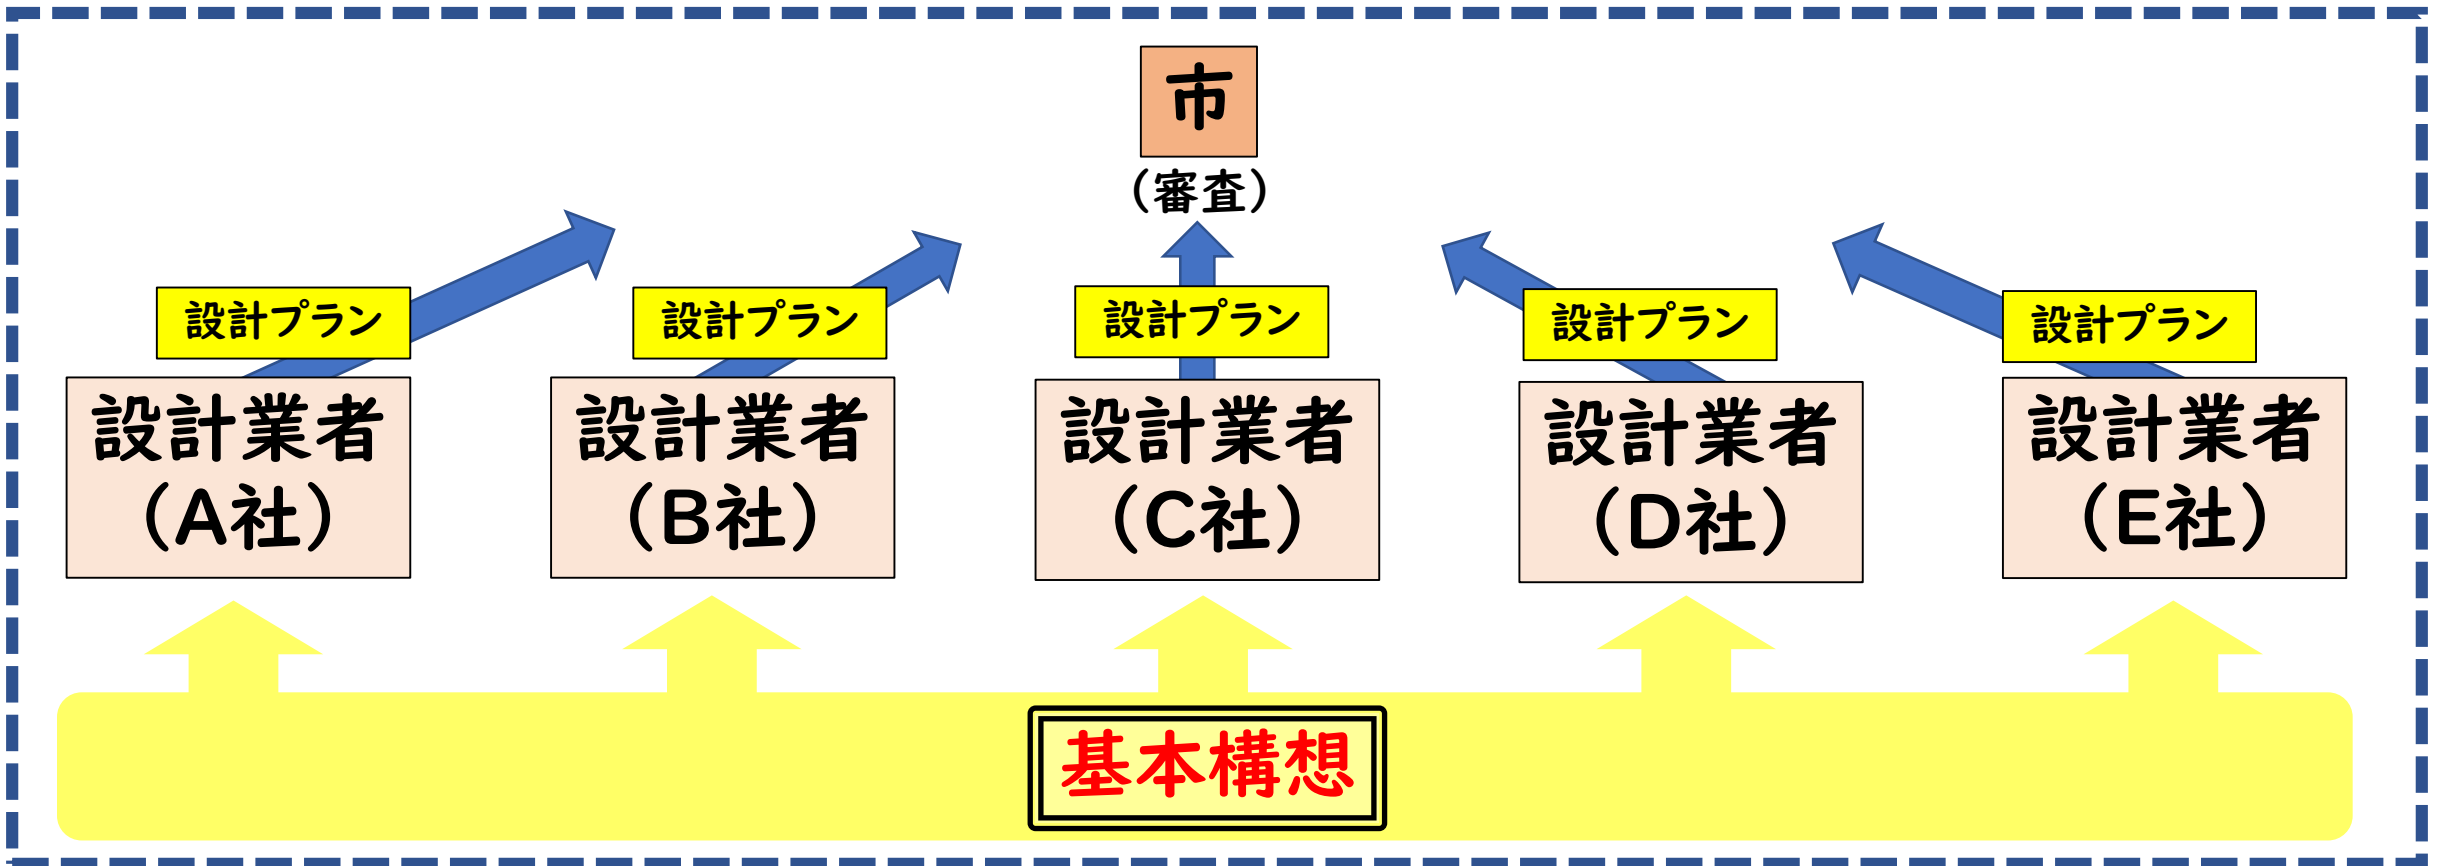 市
（審査）
設計プラン
設計プラン
設計プラン
設計プラン
設計プラン
設計業者
（A社）
設計業者
（B社）
設計業者
（C社）
設計業者
（D社）
設計業者
（E社）
基本構想